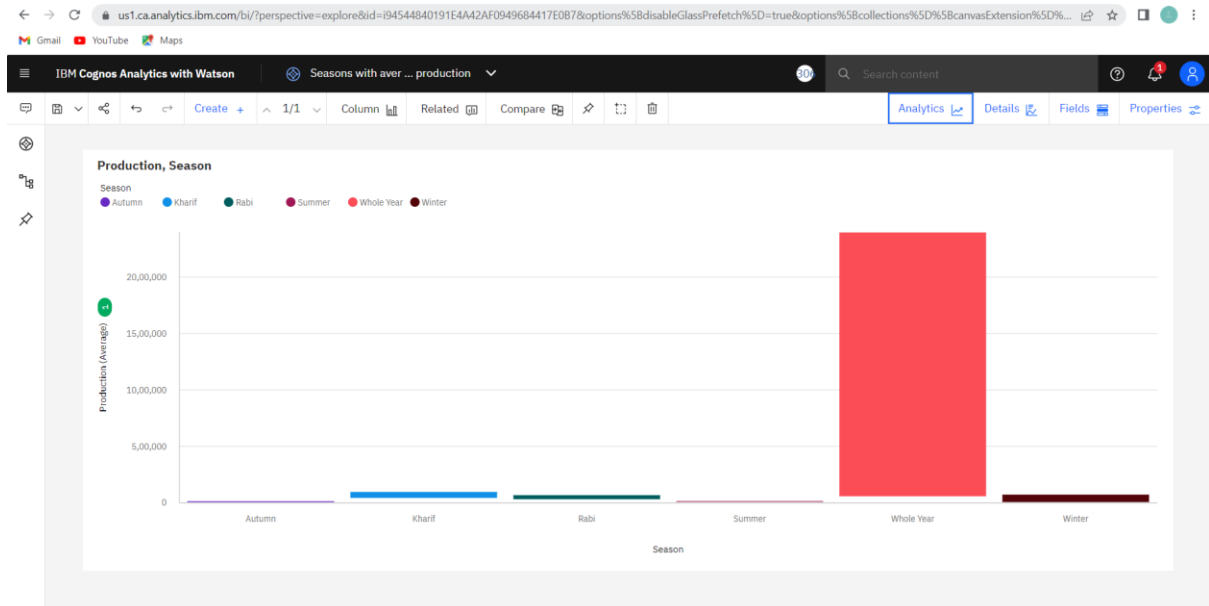 us1.ca.analytics.ibm.com/bi/?perspective=explore&id=i94544840191E4A42AF0949684417E0B7&options%5BdisableGlassPrefetch%5D=true&options%5Bcollections%5D%5BcanvasExtension%5D%...
Gmail YouTube Maps
IBM Cognos Analytics with Watson Seasons with aver ... production Search content 1
Create + 1/1 Column Related Compare Analytics Details Fields Properties
Production, Season
Season
Autumn Kharif Rabi Summer Whole Year Winter
20,00,000
15,00,000
10,00,000
5,00,000
0
Production (Average)
Autumn Kharif Rabi Summer Whole Year Winter
Season